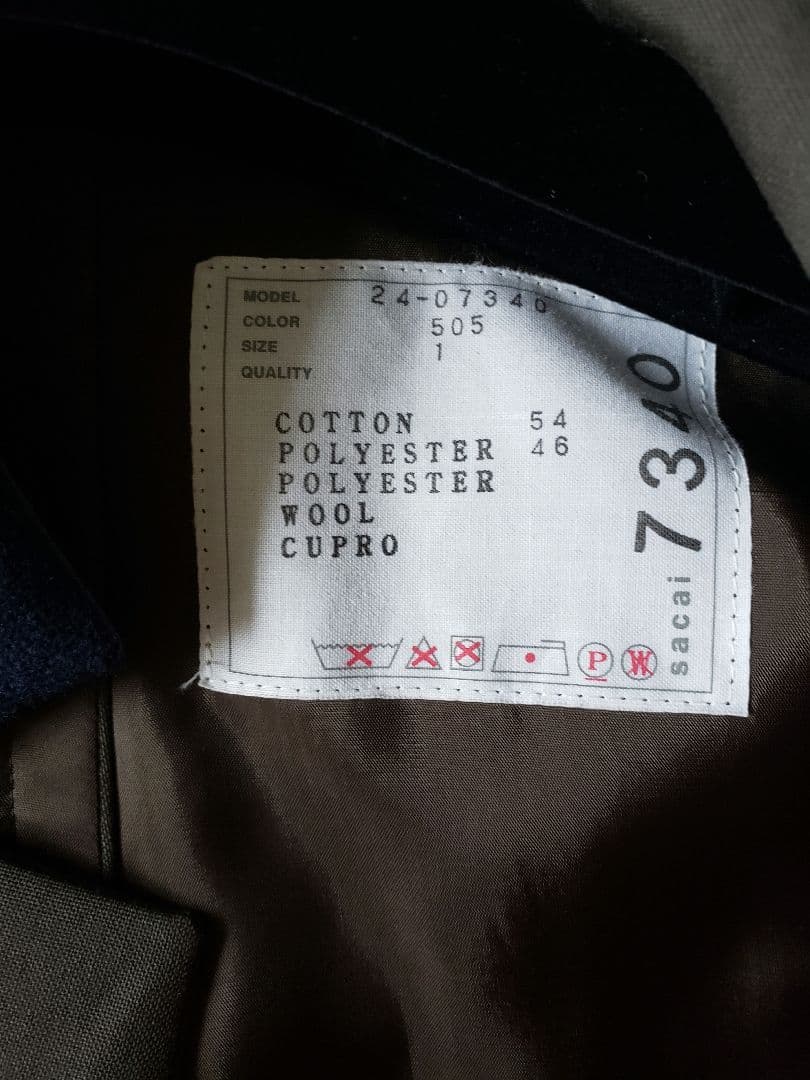 MODEL 24-07340
COLOR 505
SIZE 1
QUALITY
COTTON 54
POLYESTER 46
POLYESTER
WOOL
CUPRO
P
W
sacai 7340